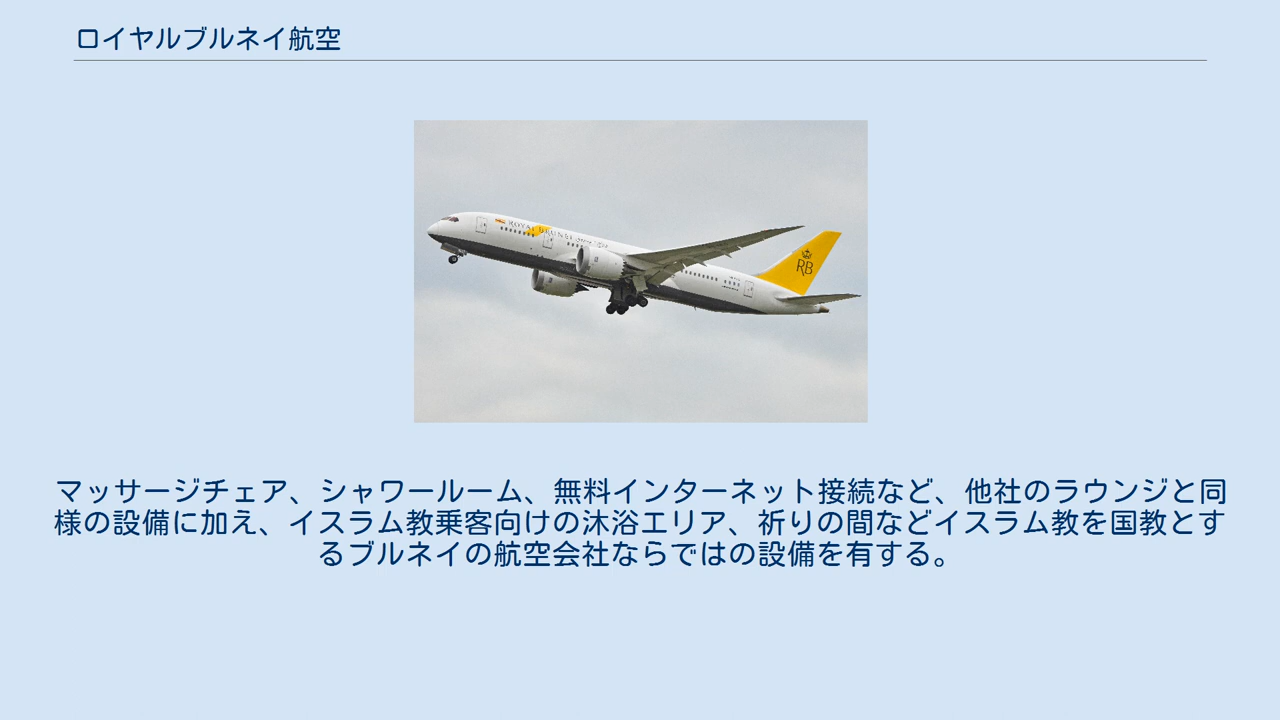 ロイヤルブルネイ航空
ROYAL BRUNEI
RB
マッサージチェア、シャワールーム、無料インターネット接続など、他社のラウンジと同
様の設備に加え、イスラム教乗客向けの沐浴エリア、祈りの間などイスラム教を国教とす
るブルネイの航空会社ならではの設備を有する。